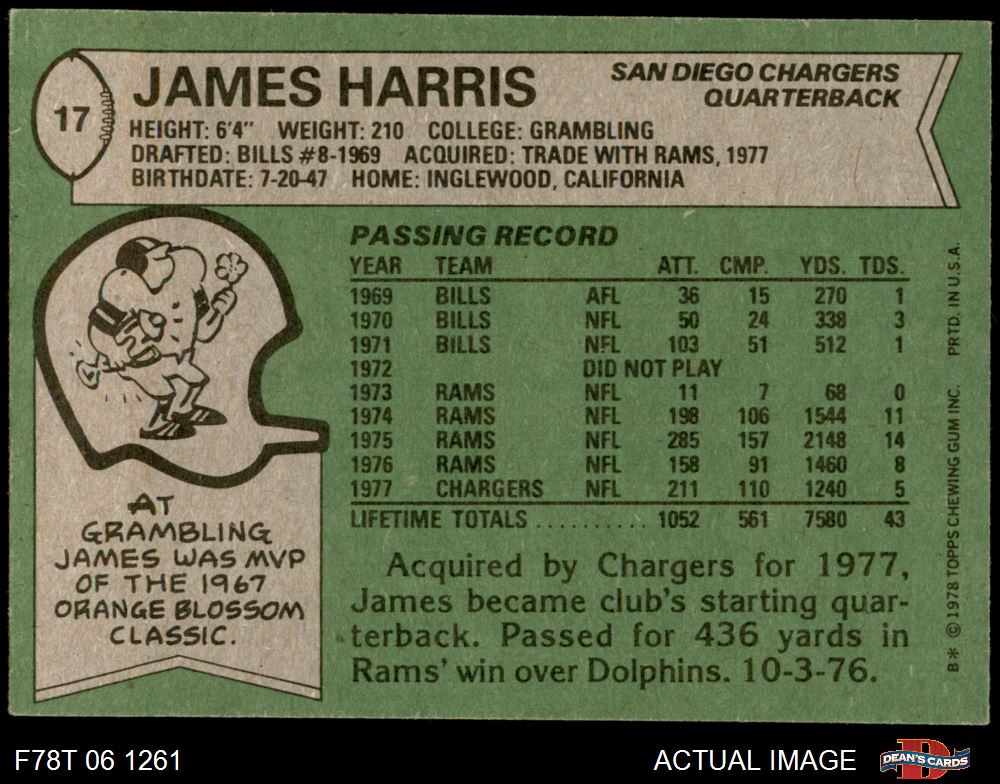 17
JAMES HARRIS
SAN DIEGO CHARGERS
QUARTERBACK
HEIGHT: 6'4" WEIGHT: 210 COLLEGE: GRAMBLING
DRAFTED: BILLS #8-1969 ACQUIRED: TRADE WITH RAMS, 1977
BIRTHDATE: 7-20-47 HOME: INGLEWOOD, CALIFORNIA
PASSING RECORD
YEAR TEAM ATT. CMP. YDS. TDS.
1969 BILLS AFL 36 15 270 1
1970 BILLS NFL 50 24 338 3
1971 BILLS NFL 103 51 512 1
1972 DID NOT PLAY
1973 RAMS NFL 11 7 68 0
1974 RAMS NFL 198 106 1544 11
1975 RAMS NFL 285 157 2148 14
1976 RAMS NFL 158 91 1460 8
1977 CHARGERS NFL 211 110 1240 5
LIFETIME TOTALS .......... 1052 561 7580 43
AT
GRAMBLING
JAMES WAS MVP
OF THE 1967
ORANGE BLOSSOM
CLASSIC.
Acquired by Chargers for 1977,
James became club's starting quar-
terback. Passed for 436 yards in
Rams' win over Dolphins. 10-3-76.
B* © 1978 TOPPS CHEWING GUM INC. PRTD. IN U.S.A.
F78T 06 1261
ACTUAL IMAGE
DEAN'S CARDS